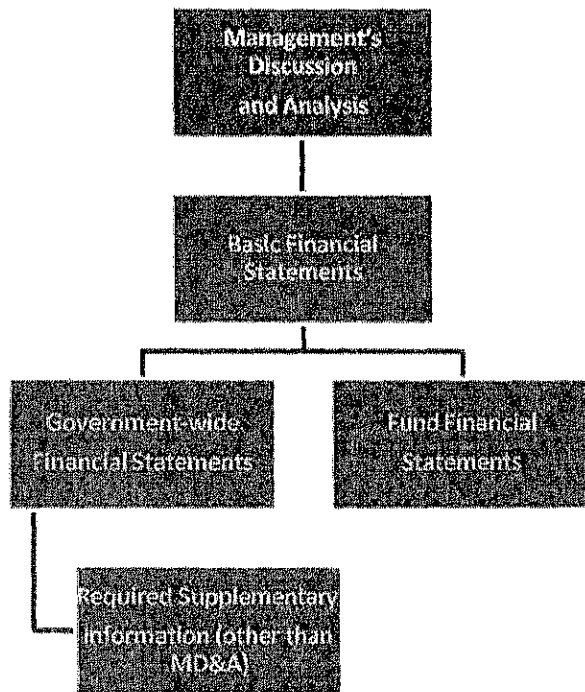 Management's
Discussion
and Analysis
Basic Financial
Statements
Government-wide
Financial Statements
Fund Financial
Statements
Required Supplementary
Information (other than
MD&A)